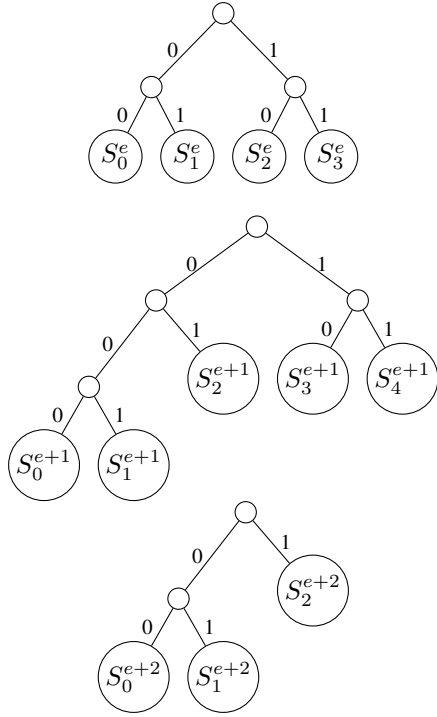 0 1
0 1 0 1
S_0^e S_1^e S_2^e S_3^e
0 1
0 1 0 1
S_2^{e+1} S_3^{e+1} S_4^{e+1}
0 1
S_0^{e+1} S_1^{e+1}
0 1
S_2^{e+2}
0 1
S_0^{e+2} S_1^{e+2}